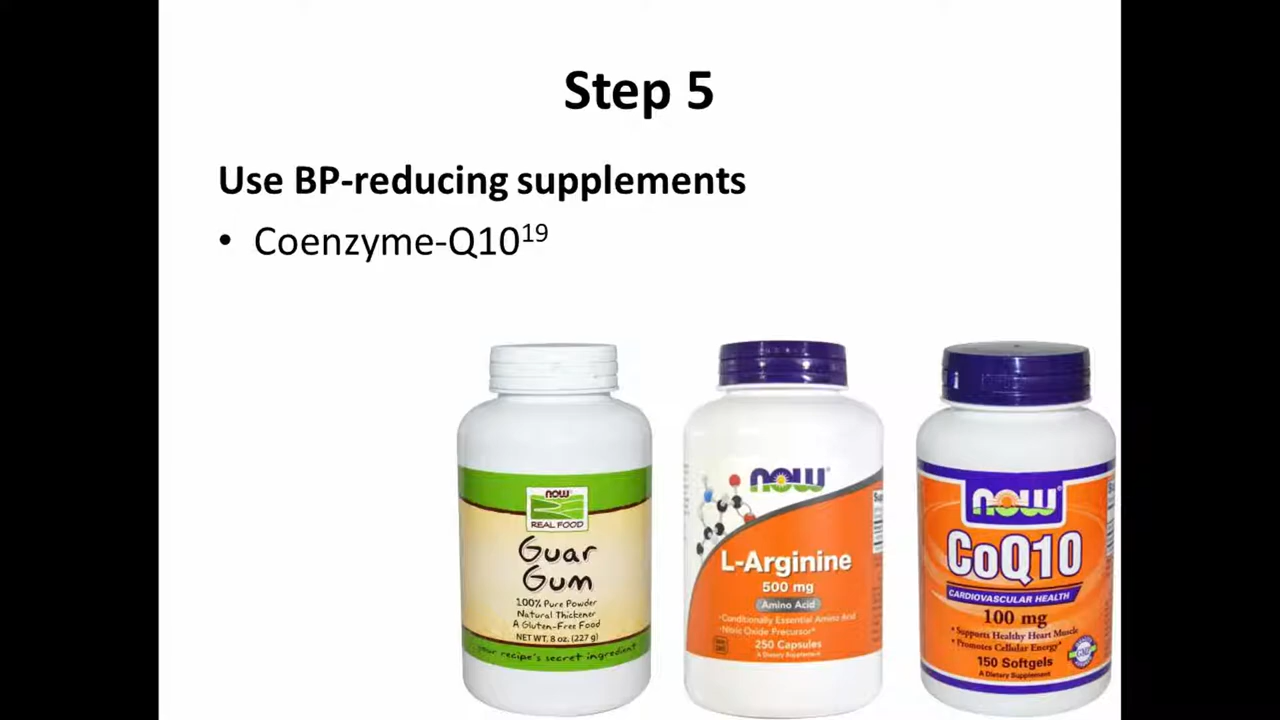 Step 5
Use BP-reducing supplements
• Coenzyme-Q10¹⁹
now
REAL FOOD
Guar
Gum
100% Pure Powder
Natural Thickener
A Gluten-Free Food
NET WT. 8 oz. (227 g)
your recipe's secret ingredient
now
L-Arginine
500 mg
Amino Acid
*Conditionally Essential Amino Acid
*Nitric Oxide Precursor*
250 Capsules
A Dietary Supplement
now
CoQ10
CARDIOVASCULAR HEALTH
100 mg
• Supports Healthy Heart Muscle
• Promotes Cellular Energy*
150 Softgels
A Dietary Supplement
GMP